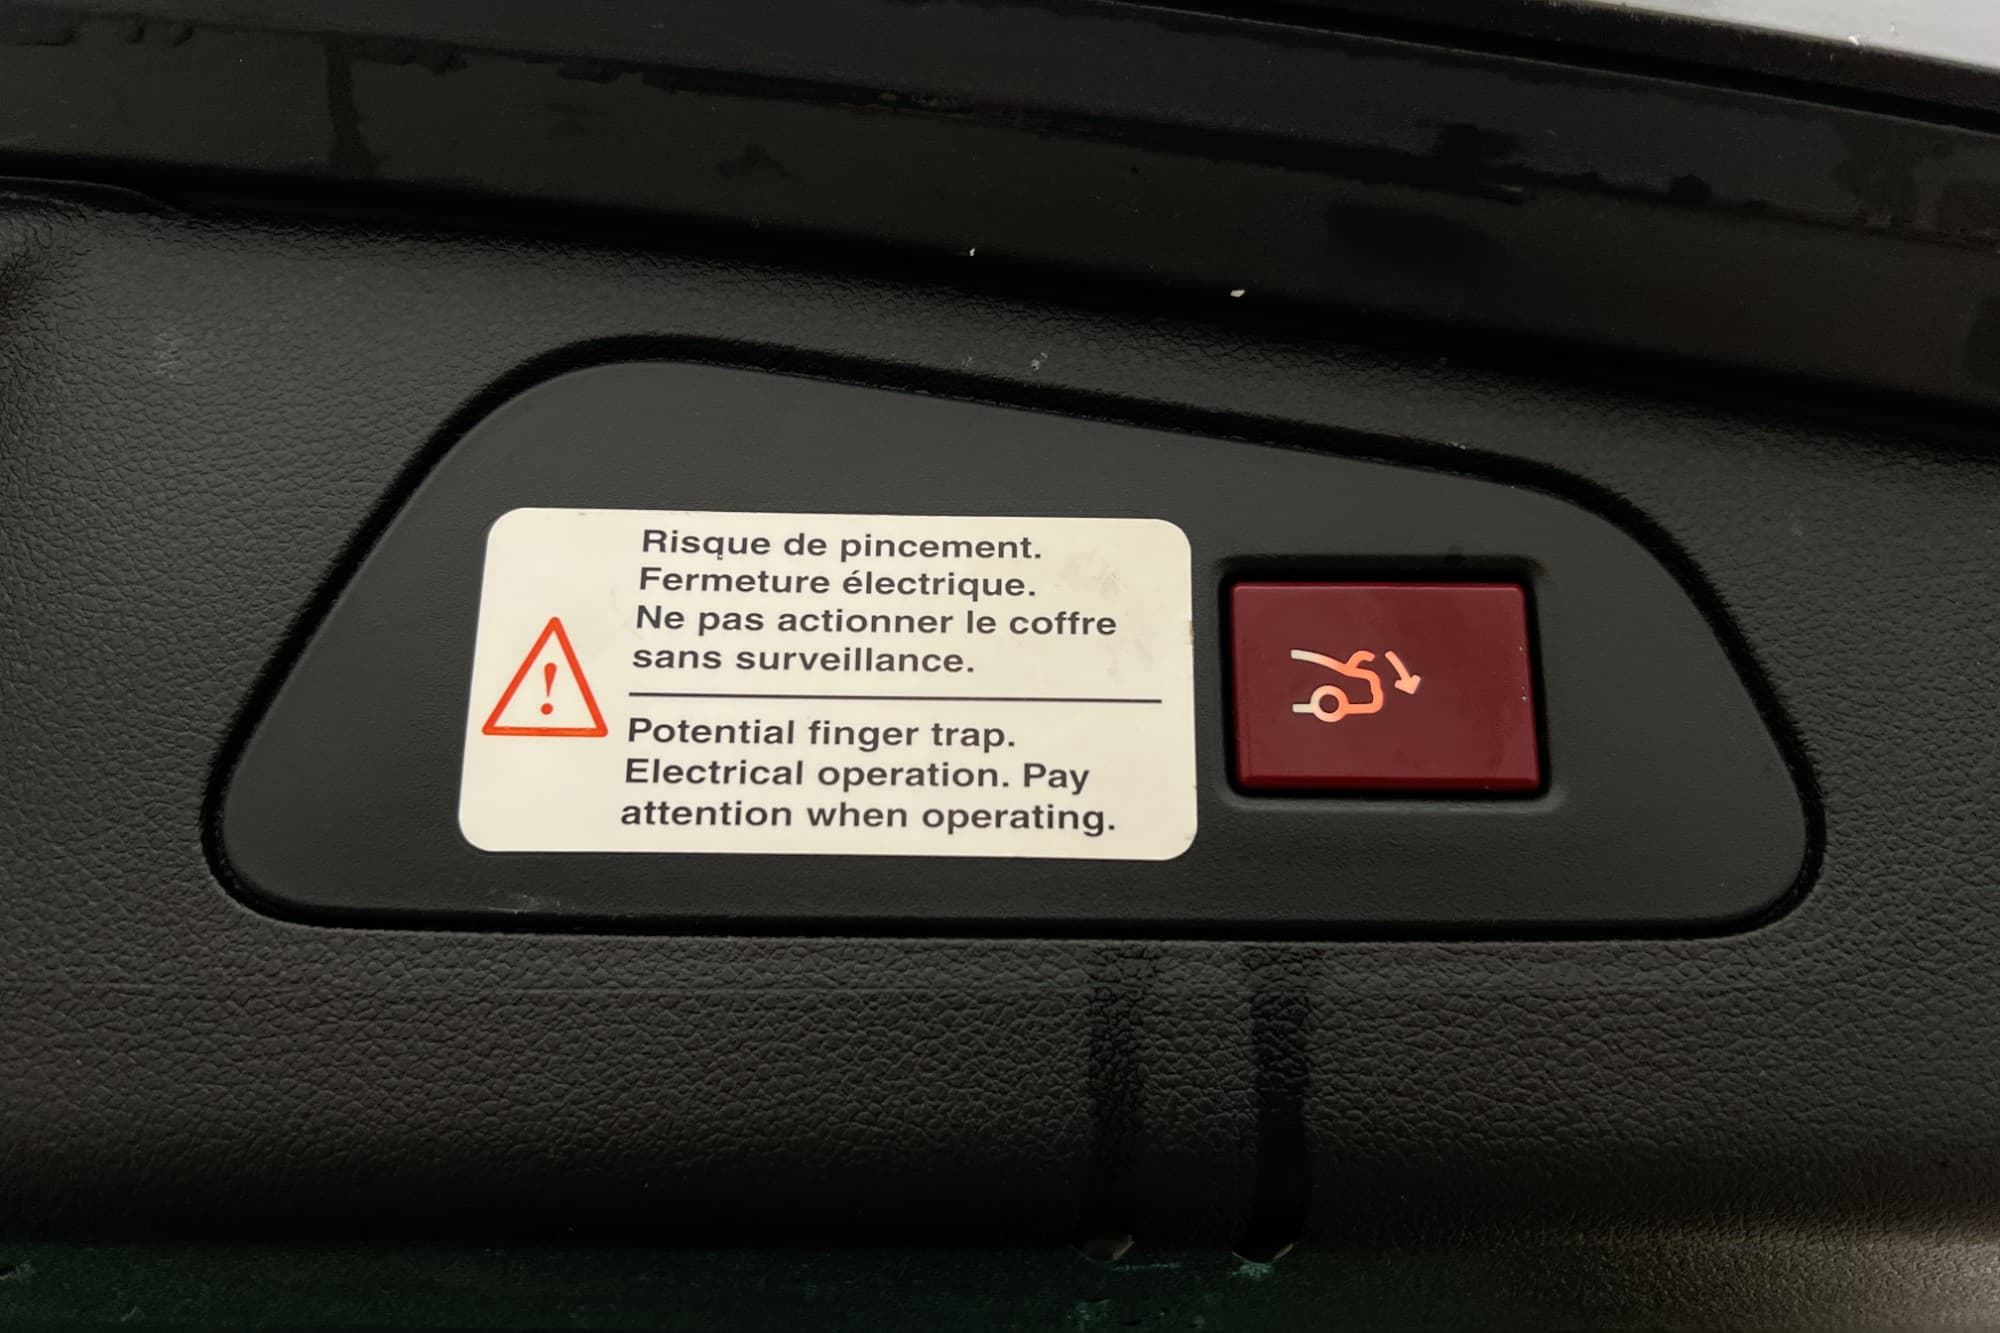 Risque de pincement.
Fermeture électrique.
Ne pas actionner le coffre
sans surveillance.
Potential finger trap.
Electrical operation. Pay
attention when operating.